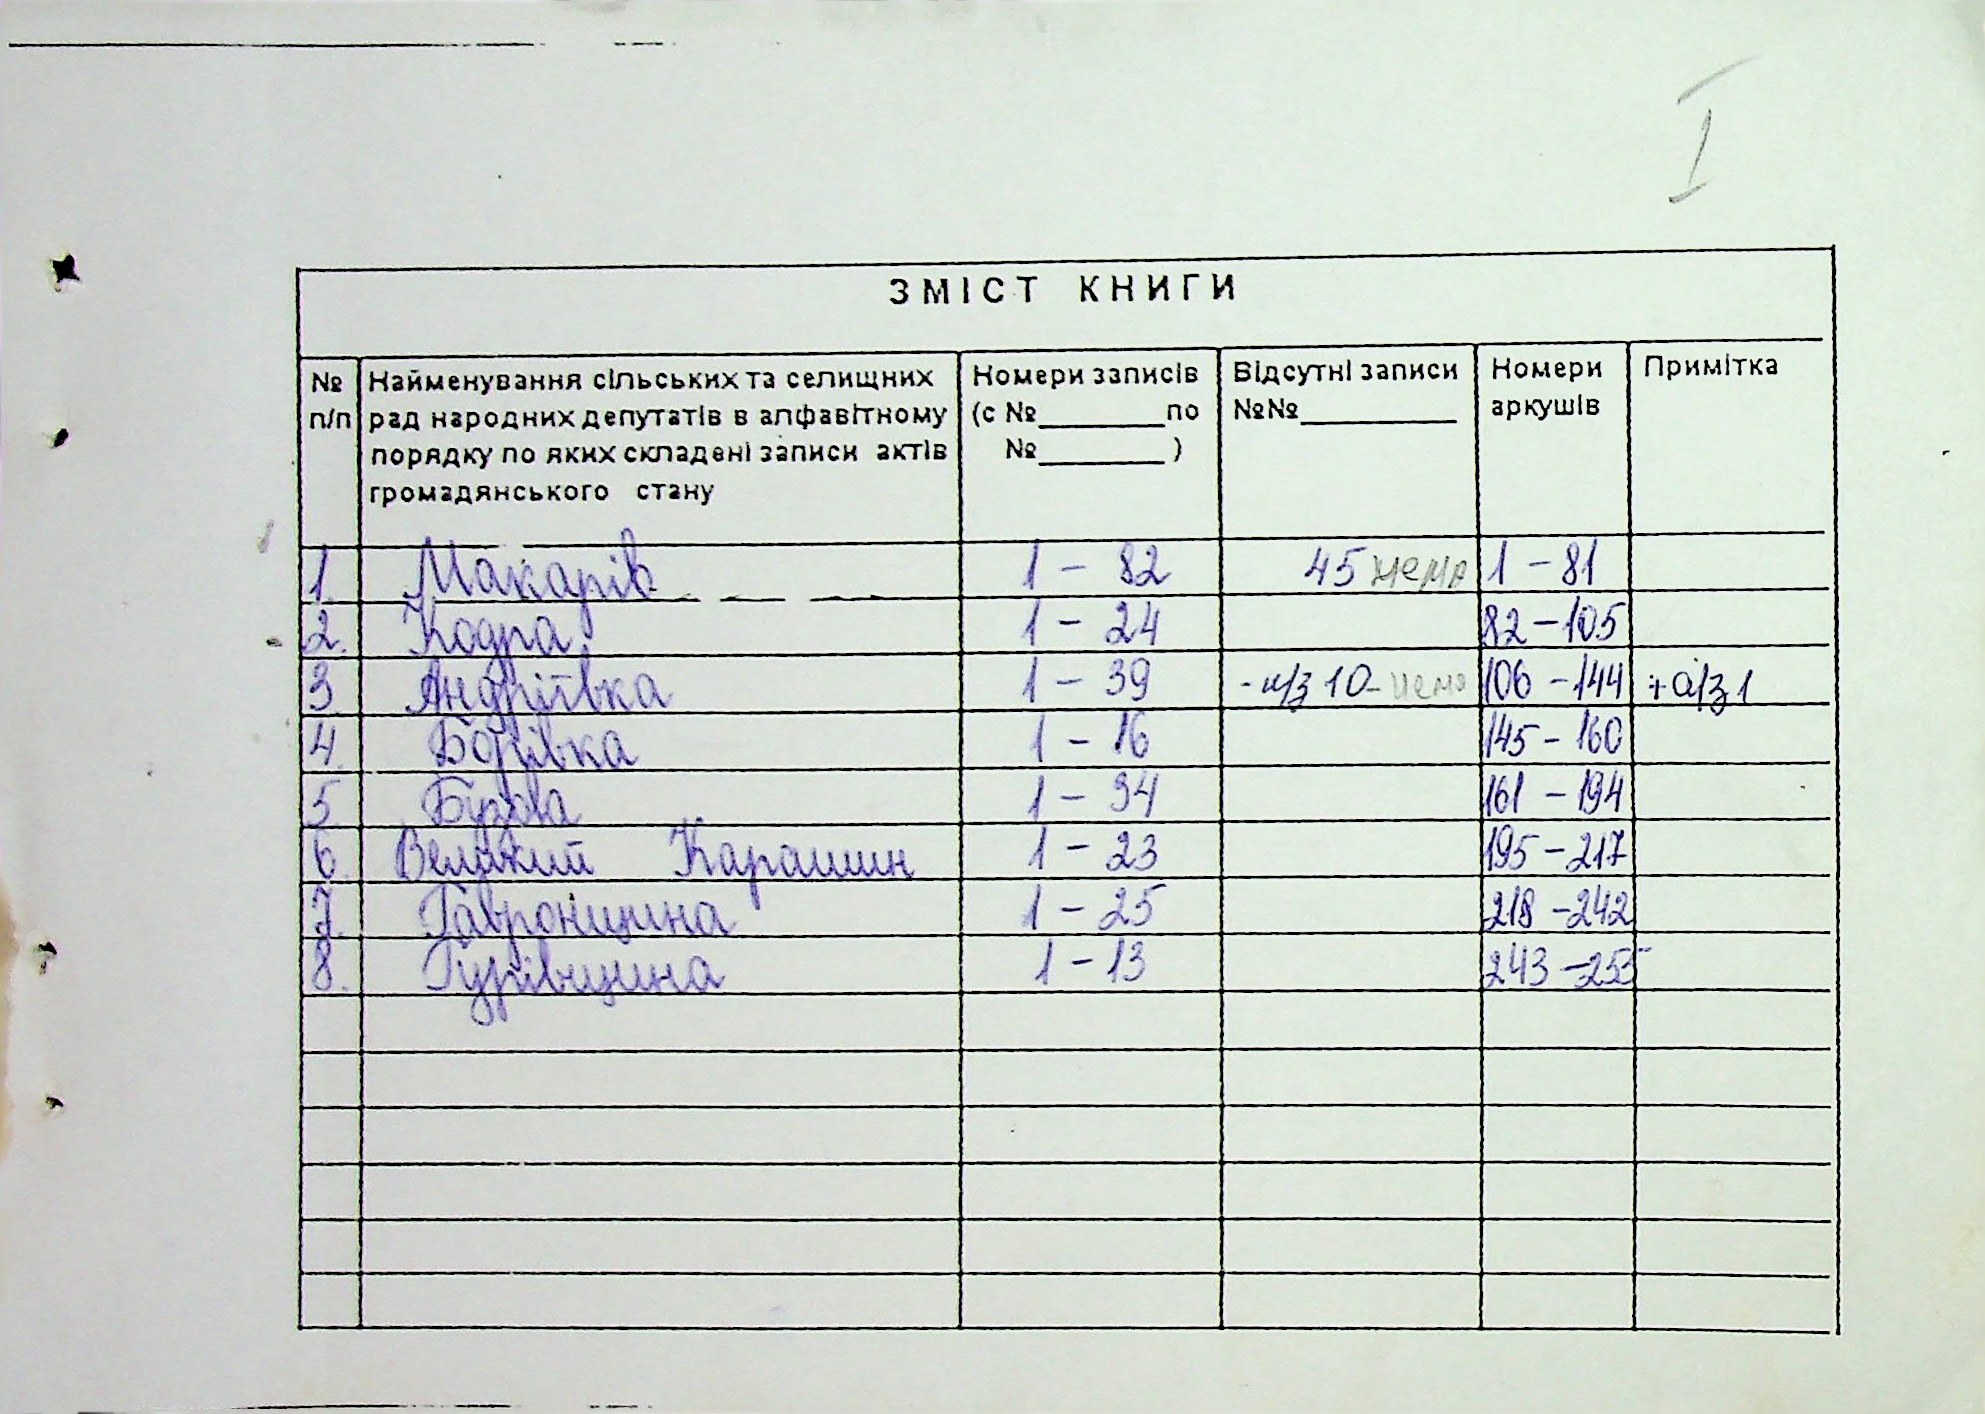 I
ЗМІСТ КНИГИ
№ п/п
Найменування сільських та селищних
рад народних депутатів в алфавітному
порядку по яких складені записи актів
громадянського стану
Номери записів
(с №________по
№________)
Відсутні записи
№№__________
Номери
аркушів
Примітка
1. Макарів 1 – 82 45 нема 1 – 81
2. Кодра 1 – 24 82 – 105
3 Андріївка 1 – 39 - а/з 10 - нема 106 – 144 + а/з 1
4. Борівка 1 – 16 145 – 160
5 Бузова 1 – 34 161 – 194
6. Великий Карашин 1 – 23 195 – 217
7. Гавронщина 1 – 25 218 – 242
8. Гурівщина 1 – 13 243 – 255